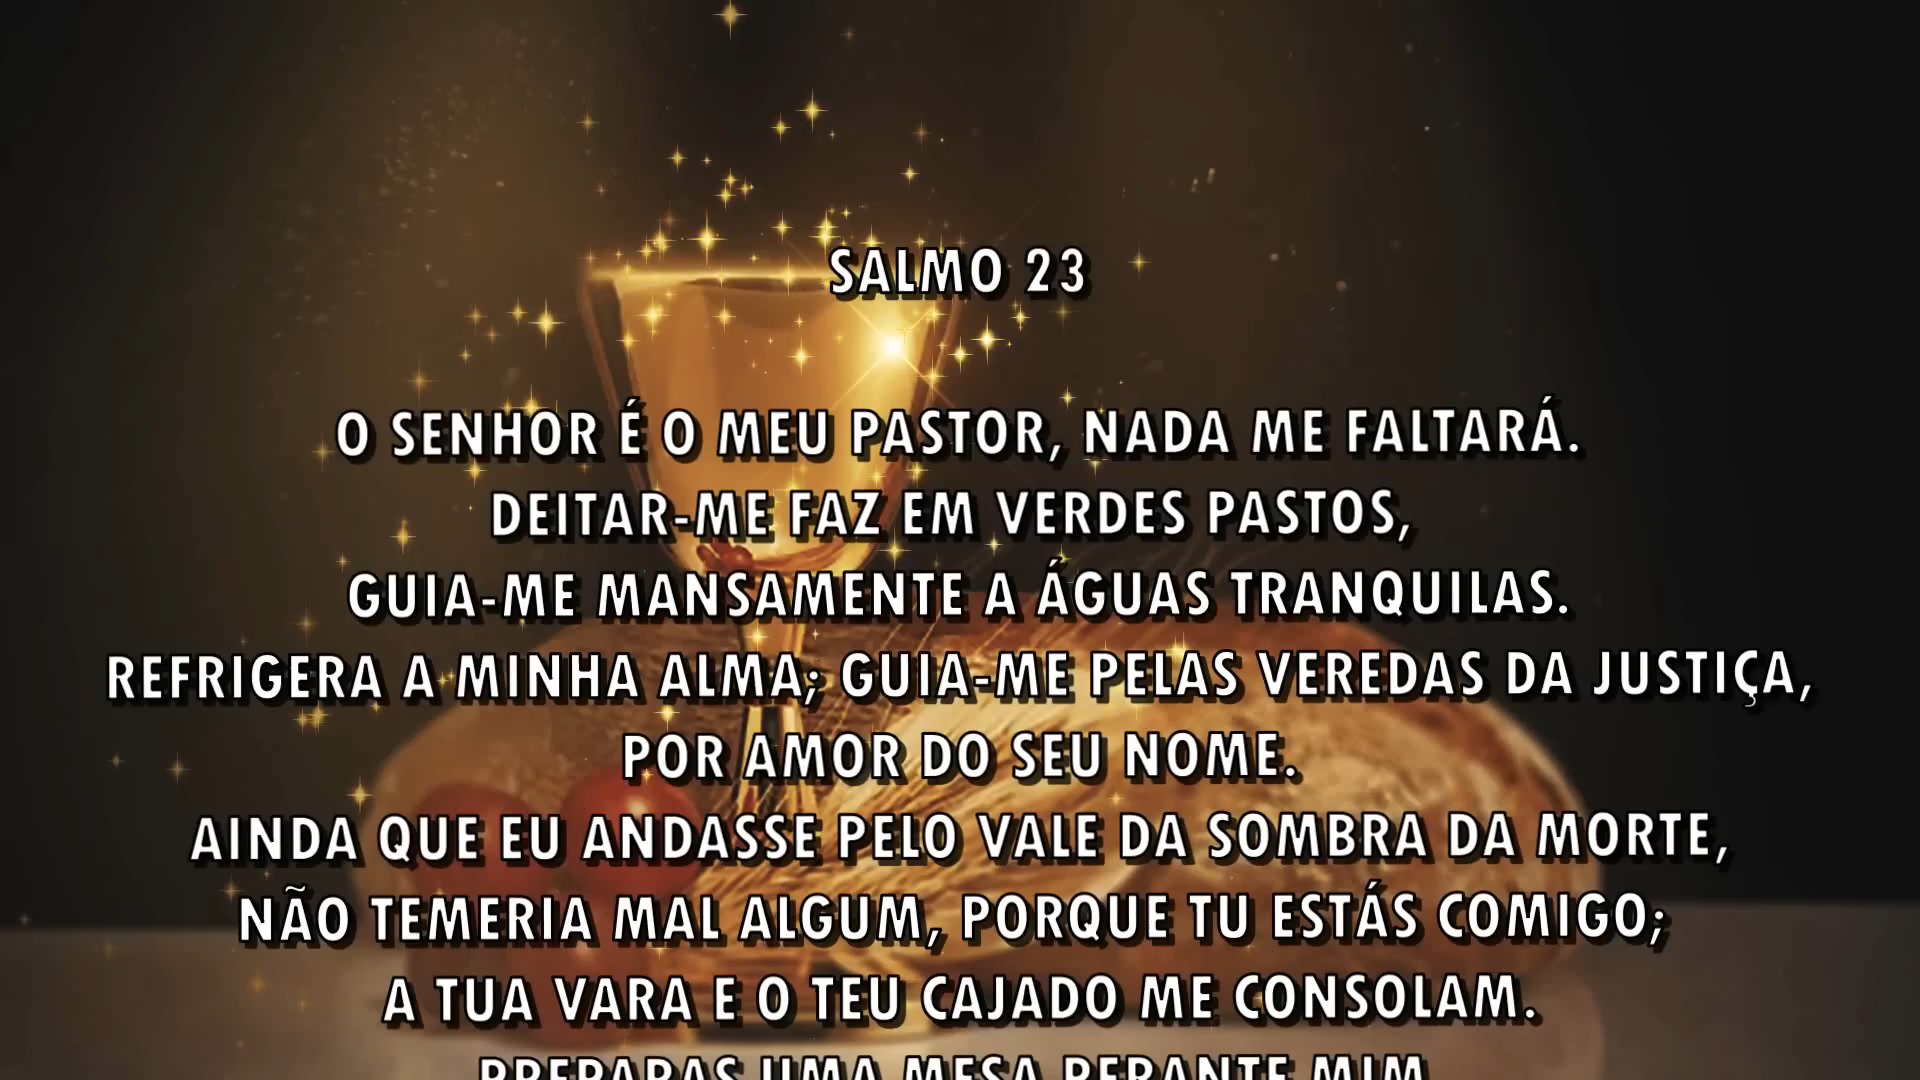 SALMO 23
O SENHOR É O MEU PASTOR, NADA ME FALTARÁ.
DEITAR-ME FAZ EM VERDES PASTOS,
GUIA-ME MANSAMENTE A ÁGUAS TRANQUILAS.
REFRIGERA A MINHA ALMA; GUIA-ME PELAS VEREDAS DA JUSTIÇA,
POR AMOR DO SEU NOME.
AINDA QUE EU ANDASSE PELO VALE DA SOMBRA DA MORTE,
NÃO TEMERIA MAL ALGUM, PORQUE TU ESTÁS COMIGO;
A TUA VARA E O TEU CAJADO ME CONSOLAM.
PREPARAS UMA MESA PERANTE MIM